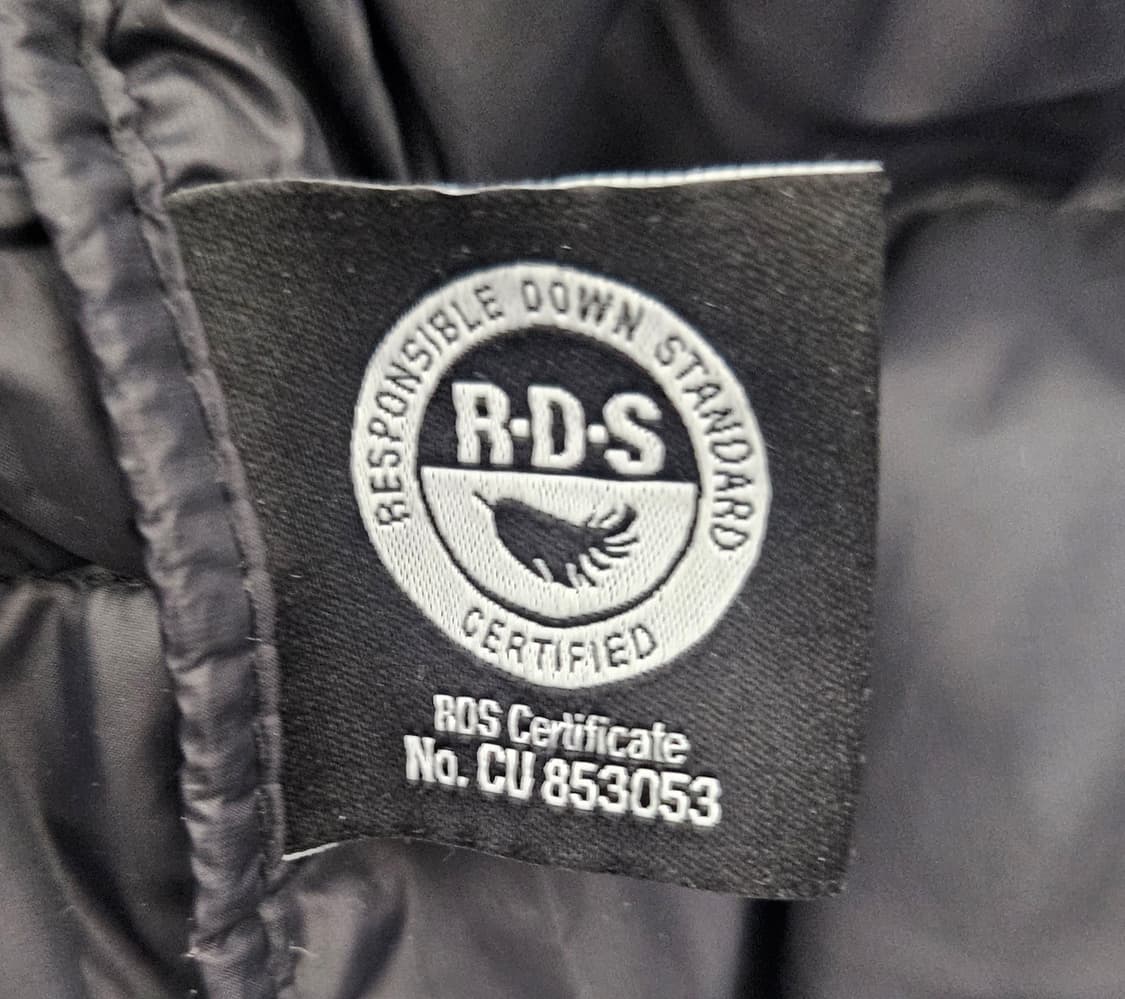 RESPONSIBLE DOWN STANDARD
R·D·S
CERTIFIED
RDS Certificate
No. CU 853053